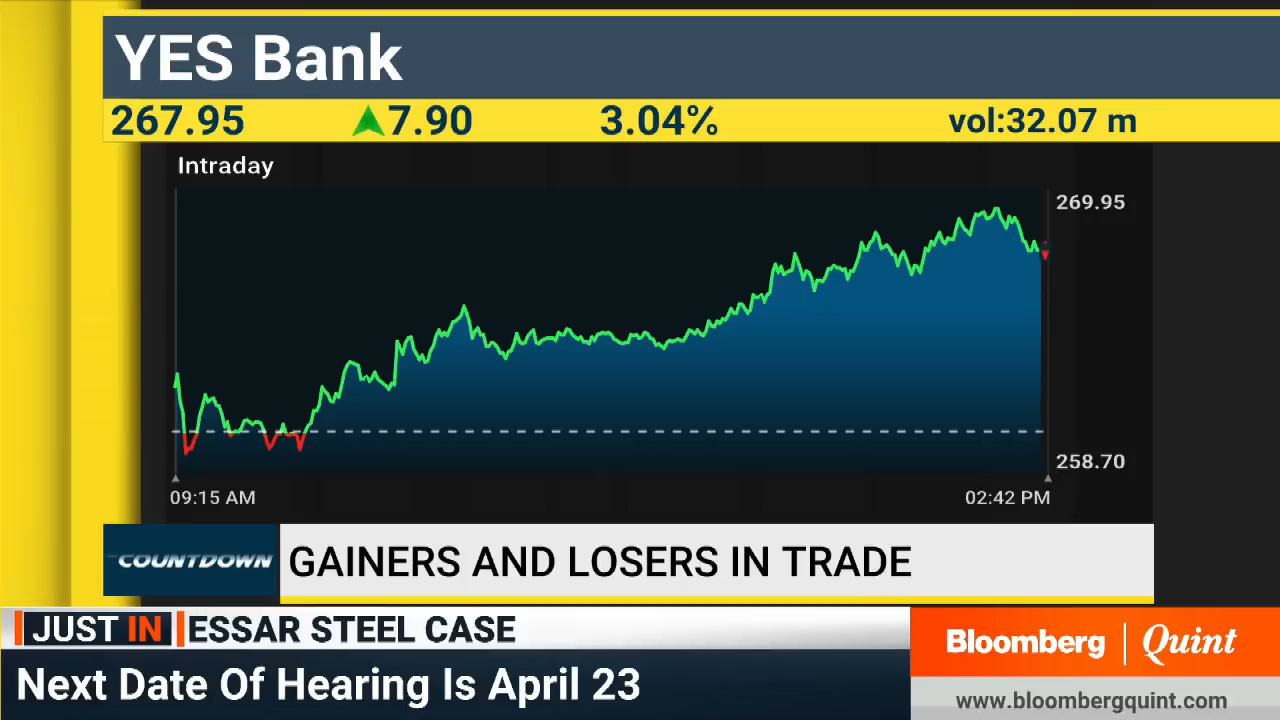 YES Bank
267.95 7.90 3.04% vol:32.07 m
Intraday
269.95
258.70
09:15 AM 02:42 PM
COUNTDOWN GAINERS AND LOSERS IN TRADE
JUST IN ESSAR STEEL CASE
Next Date Of Hearing Is April 23
Bloomberg | Quint
www.bloombergquint.com